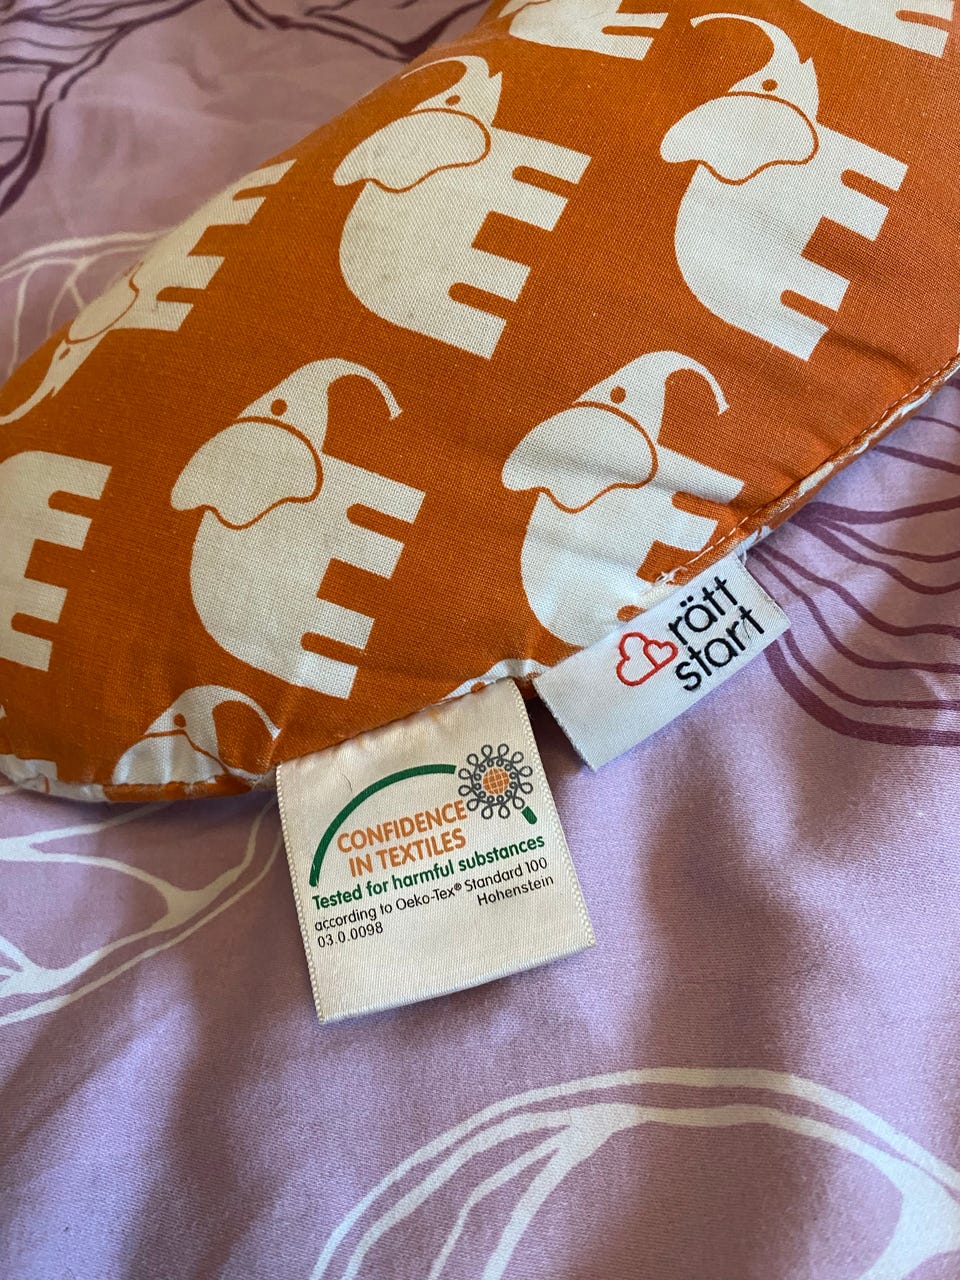 rätt
start
CONFIDENCE
IN TEXTILES
Tested for harmful substances
according to Oeko-Tex® Standard 100
03.0.0098 Hohenstein